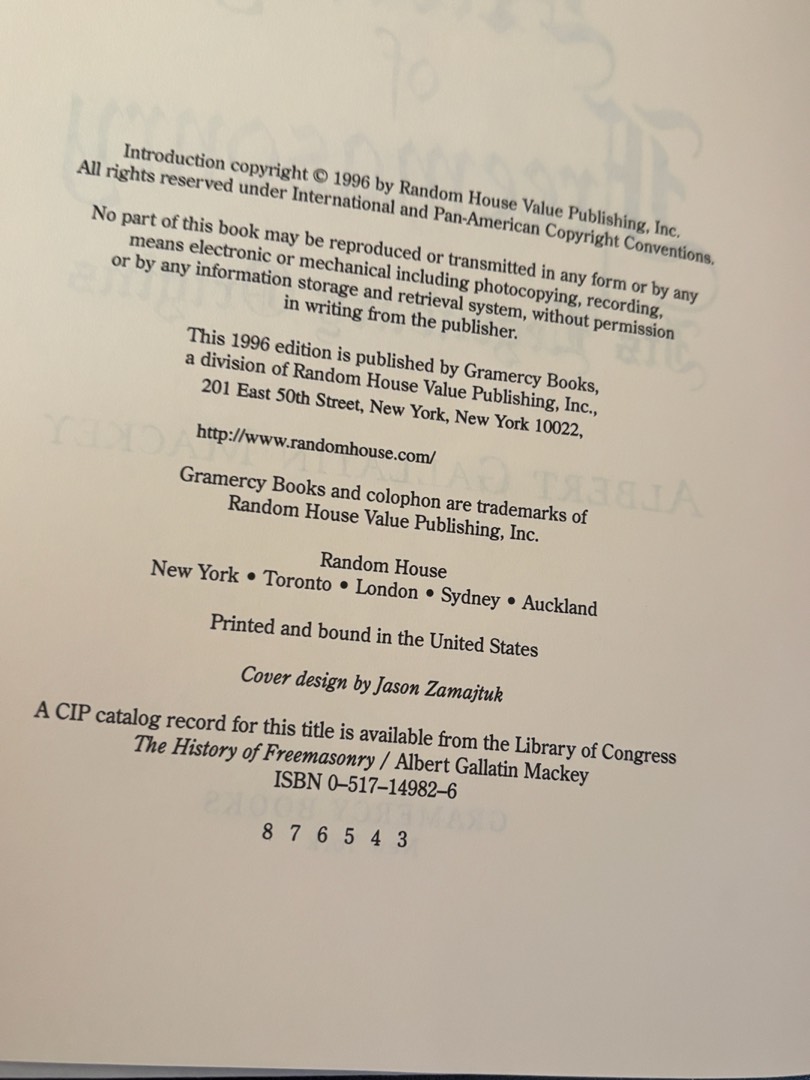 Introduction copyright © 1996 by Random House Value Publishing, Inc.
All rights reserved under International and Pan-American Copyright Conventions.
No part of this book may be reproduced or transmitted in any form or by any
means electronic or mechanical including photocopying, recording,
or by any information storage and retrieval system, without permission
in writing from the publisher.
This 1996 edition is published by Gramercy Books,
a division of Random House Value Publishing, Inc.,
201 East 50th Street, New York, New York 10022,
http://www.randomhouse.com/
Gramercy Books and colophon are trademarks of
Random House Value Publishing, Inc.
Random House
New York • Toronto • London • Sydney • Auckland
Printed and bound in the United States
Cover design by Jason Zamajtuk
A CIP catalog record for this title is available from the Library of Congress
The History of Freemasonry / Albert Gallatin Mackey
ISBN 0–517–14982–6
8 7 6 5 4 3